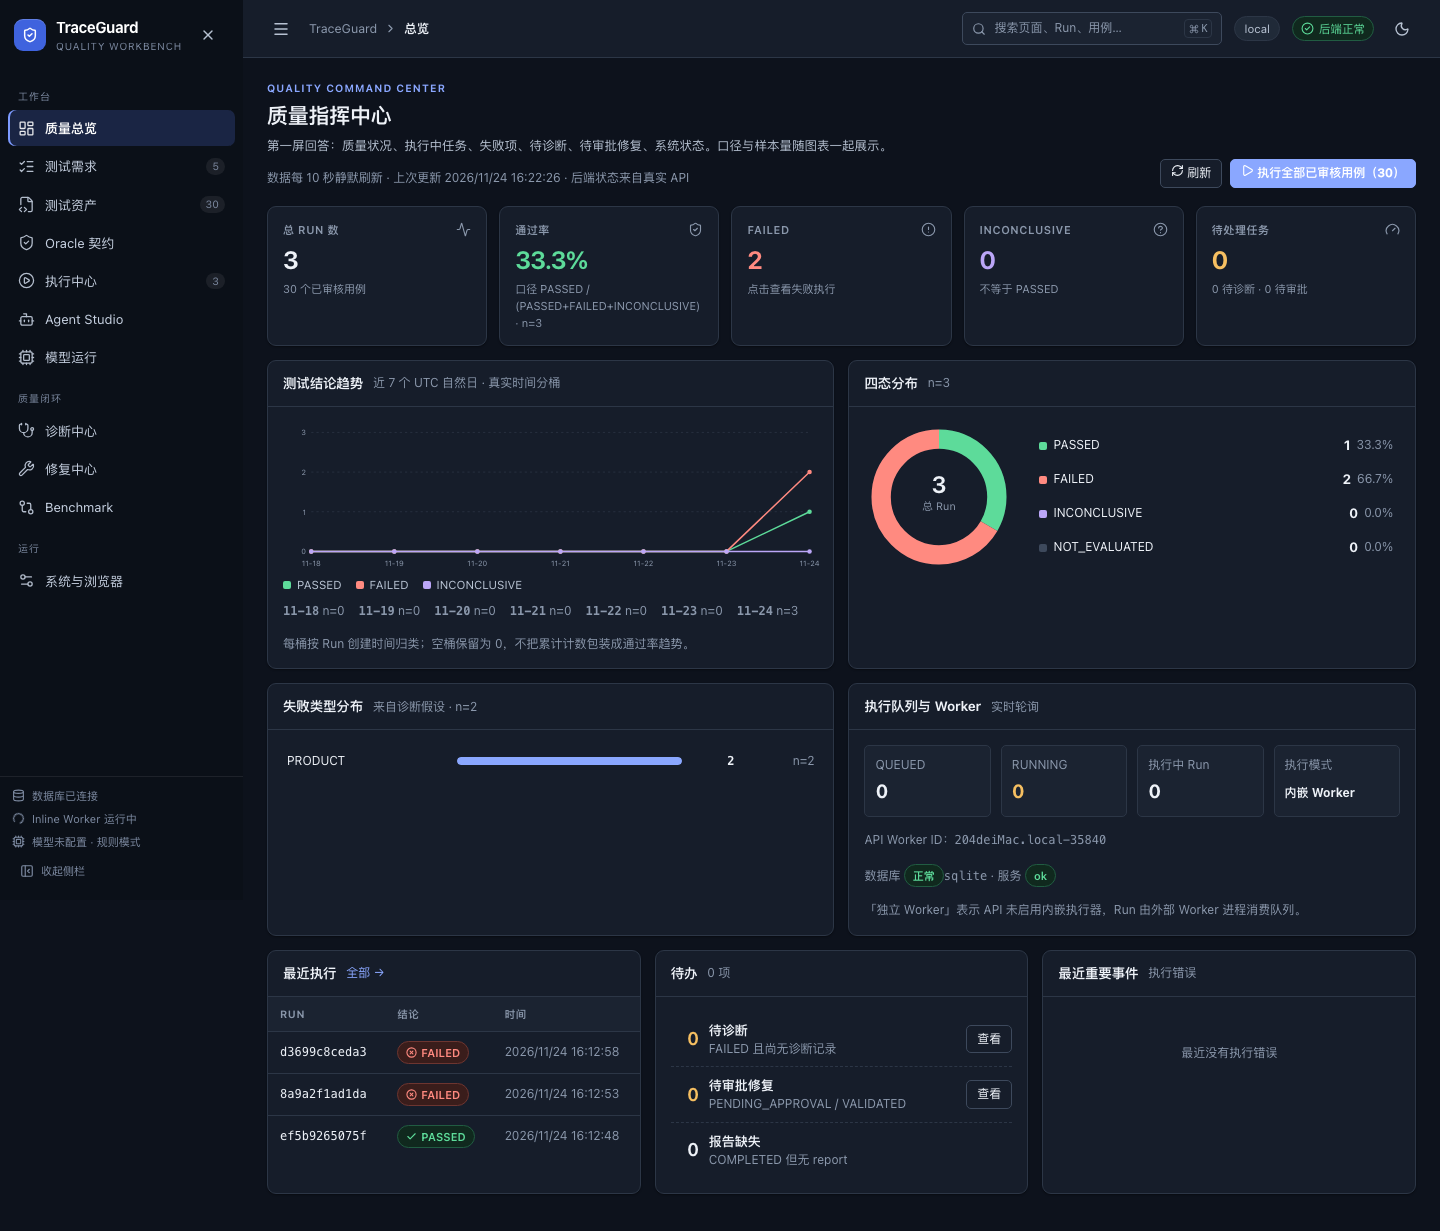 TraceGuard
QUALITY WORKBENCH
工作台
质量总览
测试需求 5
测试资产 30
Oracle 契约
执行中心 3
Agent Studio
模型运行
质量闭环
诊断中心
修复中心
Benchmark
运行
系统与浏览器
数据库已连接
Inline Worker 运行中
模型未配置 · 规则模式
收起侧栏
TraceGuard > 总览
搜索页面、Run、用例... ⌘ K
local
后端正常
QUALITY COMMAND CENTER
质量指挥中心
第一屏回答：质量状况、执行中任务、失败项、待诊断、待审批修复、系统状态。口径与样本量随图表一起展示。
数据每 10 秒静默刷新 · 上次更新 2026/11/24 16:22:26 · 后端状态来自真实 API
刷新
执行全部已审核用例（30）
总 RUN 数
3
30 个已审核用例
通过率
33.3%
口径 PASSED /
(PASSED+FAILED+INCONCLUSIVE)
· n=3
FAILED
2
点击查看失败执行
INCONCLUSIVE
0
不等于 PASSED
待处理任务
0
0 待诊断 · 0 待审批
测试结论趋势 近 7 个 UTC 自然日 · 真实时间分桶
3
2
1
0
11-18 11-19 11-20 11-21 11-22 11-23 11-24
PASSED FAILED INCONCLUSIVE
11-18 n=0 11-19 n=0 11-20 n=0 11-21 n=0 11-22 n=0 11-23 n=0 11-24 n=3
每桶按 Run 创建时间归类；空桶保留为 0，不把累计计数包装成通过率趋势。
四态分布 n=3
3
总 Run
PASSED 1 33.3%
FAILED 2 66.7%
INCONCLUSIVE 0 0.0%
NOT_EVALUATED 0 0.0%
失败类型分布 来自诊断假设 · n=2
PRODUCT 2 n=2
执行队列与 Worker 实时轮询
QUEUED
0
RUNNING
0
执行中 Run
0
执行模式
内嵌 Worker
API Worker ID：204deiMac.local-35840
数据库 正常 sqlite · 服务 ok
「独立 Worker」表示 API 未启用内嵌执行器，Run 由外部 Worker 进程消费队列。
最近执行 全部 →
RUN 结论 时间
d3699c8ceda3 FAILED 2026/11/24 16:12:58
8a9a2f1ad1da FAILED 2026/11/24 16:12:53
ef5b9265075f PASSED 2026/11/24 16:12:48
待办 0 项
0 待诊断
FAILED 且尚无诊断记录
查看
0 待审批修复
PENDING_APPROVAL / VALIDATED
查看
0 报告缺失
COMPLETED 但无 report
最近重要事件 执行错误
最近没有执行错误